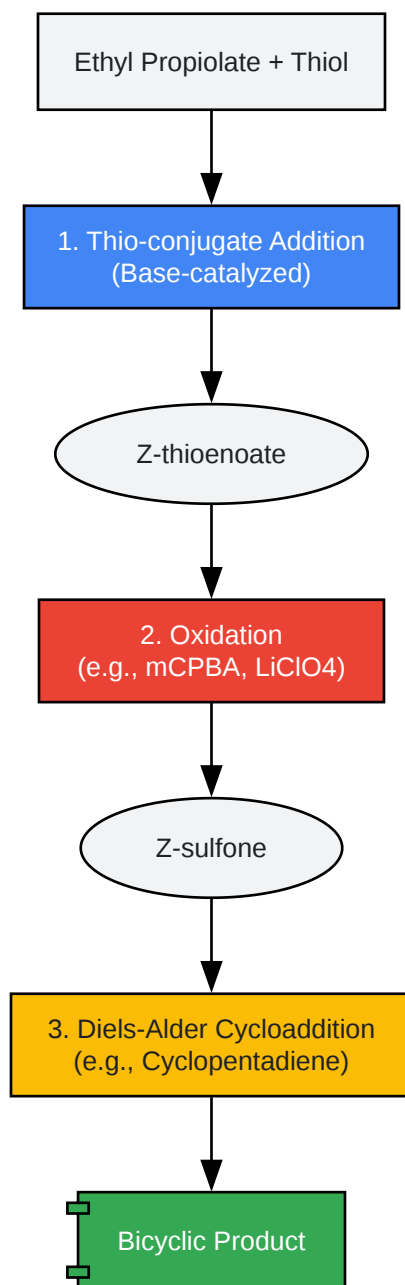 Ethyl Propiolate + Thiol
1. Thio-conjugate Addition
(Base-catalyzed)
Z-thioenoate
2. Oxidation
(e.g., mCPBA, LiClO4)
Z-sulfone
3. Diels-Alder Cycloaddition
(e.g., Cyclopentadiene)
Bicyclic Product